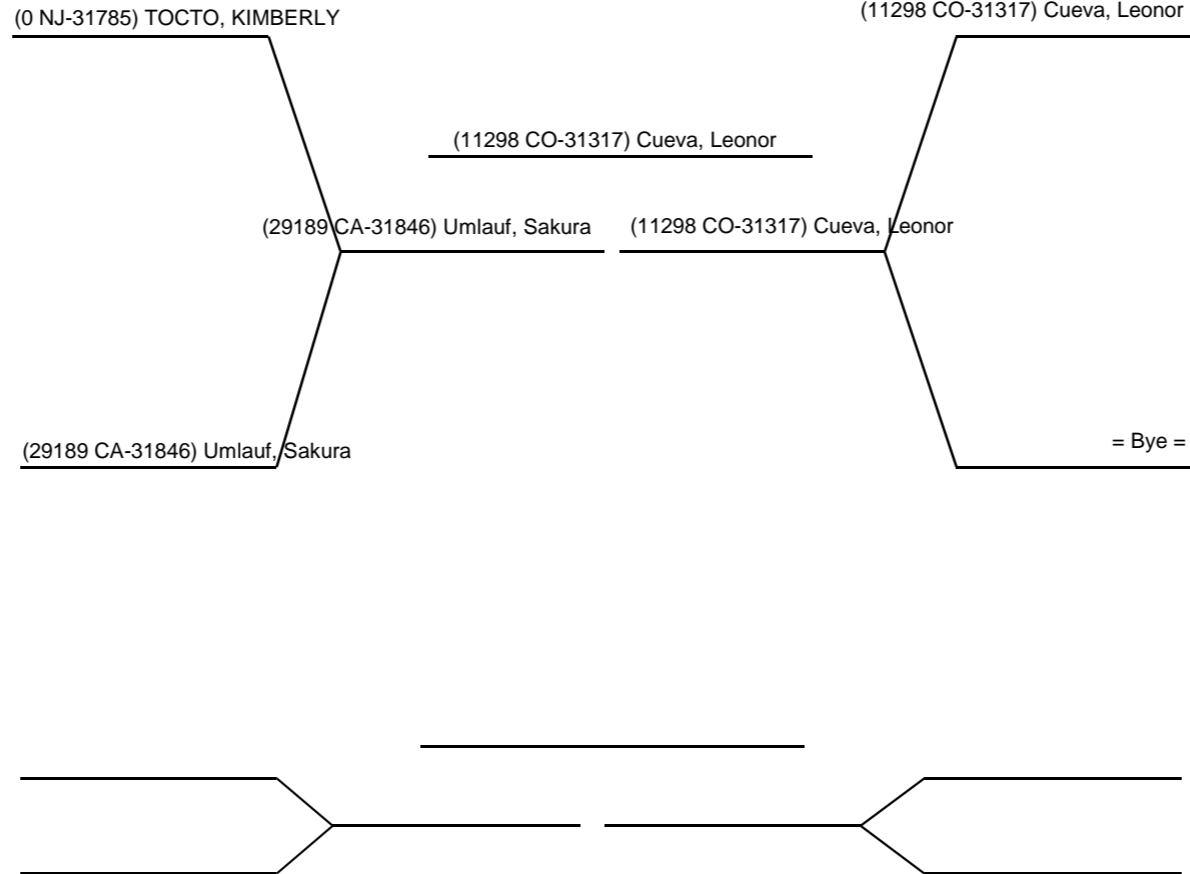 (0 NJ-31785) TOCTO, KIMBERLY
(11298 CO-31317) Cueva, Leonor
(11298 CO-31317) Cueva, Leonor
(29189 CA-31846) Umlauf, Sakura
(11298 CO-31317) Cueva, Leonor
(29189 CA-31846) Umlauf, Sakura
= Bye =